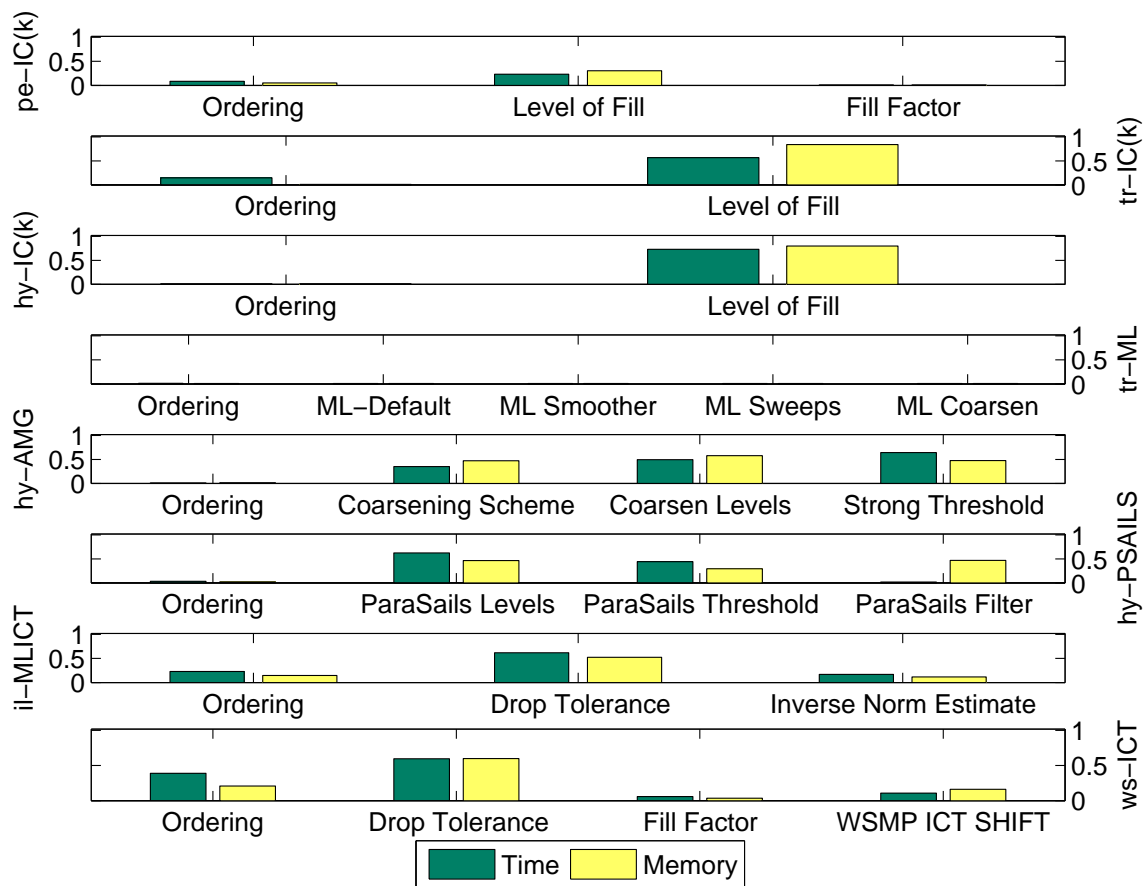 pe−IC(k)
1
0.5
0
Ordering
Level of Fill
Fill Factor
tr−IC(k)
1
0.5
0
Ordering
Level of Fill
hy−IC(k)
1
0.5
0
Ordering
Level of Fill
tr−ML
1
0.5
0
Ordering
ML−Default
ML Smoother
ML Sweeps
ML Coarsen
hy−AMG
1
0.5
0
Ordering
Coarsening Scheme
Coarsen Levels
Strong Threshold
hy−PSAILS
1
0.5
0
Ordering
ParaSails Levels
ParaSails Threshold
ParaSails Filter
il−MLICT
1
0.5
0
Ordering
Drop Tolerance
Inverse Norm Estimate
ws−ICT
1
0.5
0
Ordering
Drop Tolerance
Fill Factor
WSMP ICT SHIFT
Time
Memory